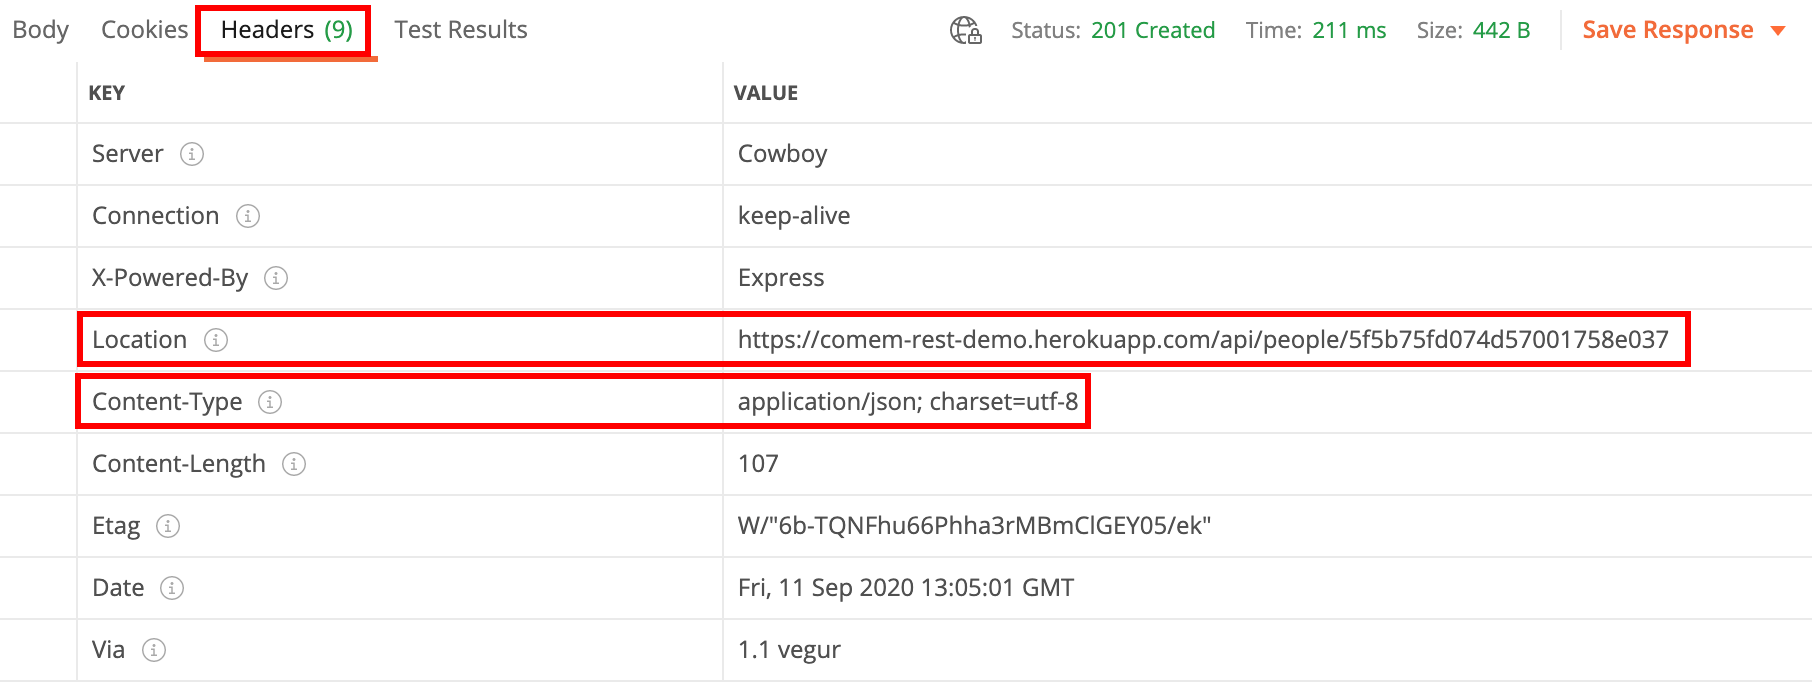 Body Cookies Headers (9) Test Results Status: 201 Created Time: 211 ms Size: 442 B Save Response
KEY VALUE
Server Cowboy
Connection keep-alive
X-Powered-By Express
Location https://comem-rest-demo.herokuapp.com/api/people/5f5b75fd074d57001758e037
Content-Type application/json; charset=utf-8
Content-Length 107
Etag W/"6b-TQNFhu66Phha3rMBmClGEY05/ek"
Date Fri, 11 Sep 2020 13:05:01 GMT
Via 1.1 vegur